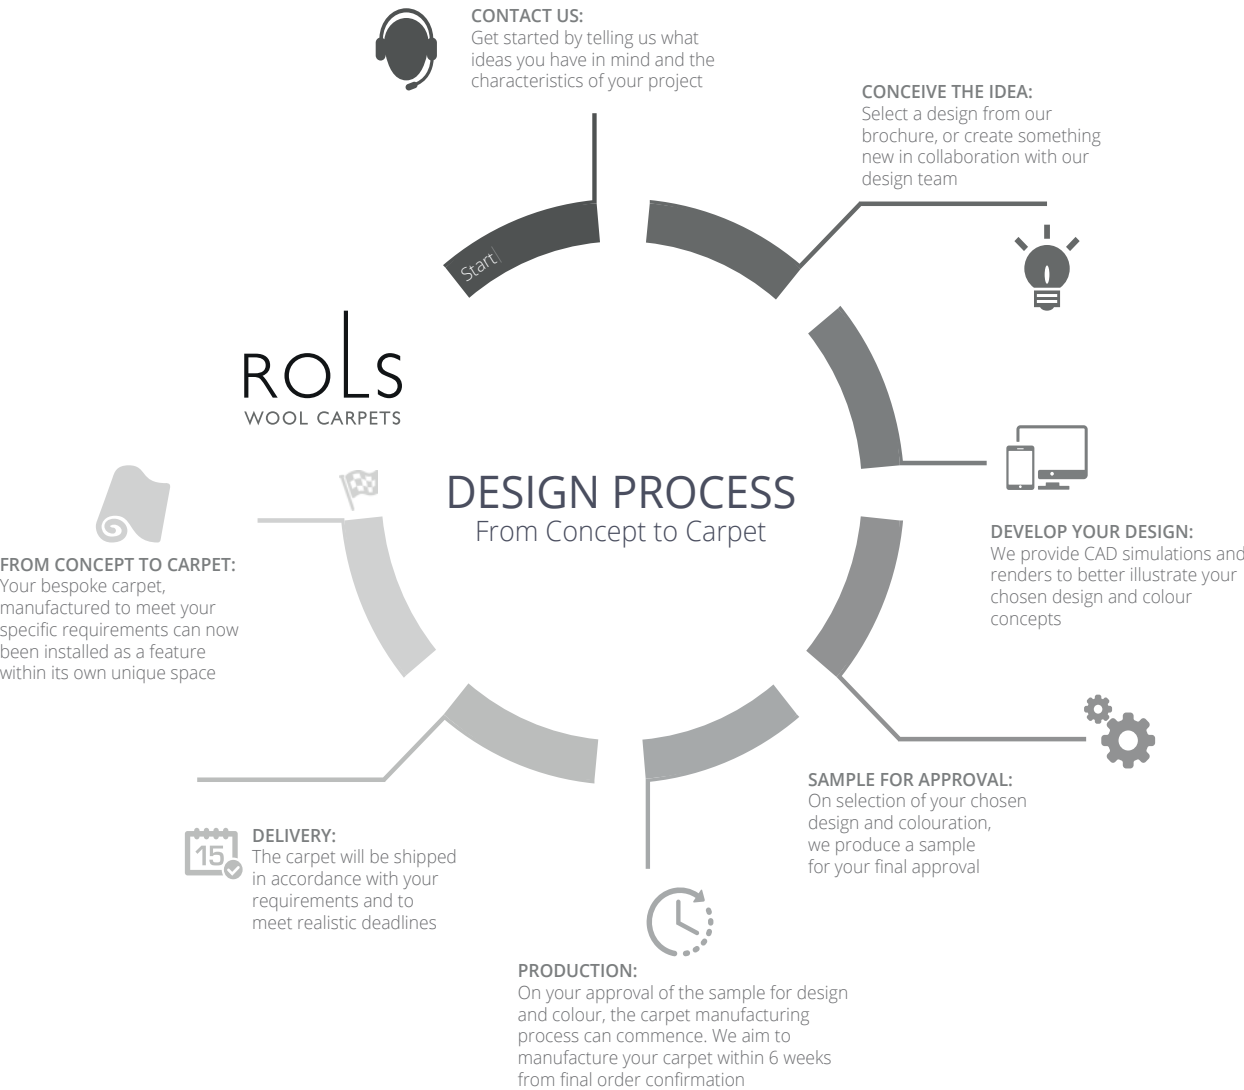 CONTACT US:
Get started by telling us what
ideas you have in mind and the
characteristics of your project
CONCEIVE THE IDEA:
Select a design from our
brochure, or create something
new in collaboration with our
design team
Start
ROLS
WOOL CARPETS
DESIGN PROCESS
From Concept to Carpet
DEVELOP YOUR DESIGN:
We provide CAD simulations and
renders to better illustrate your
chosen design and colour
concepts
SAMPLE FOR APPROVAL:
On selection of your chosen
design and colouration,
we produce a sample
for your final approval
PRODUCTION:
On your approval of the sample for design
and colour, the carpet manufacturing
process can commence. We aim to
manufacture your carpet within 6 weeks
from final order confirmation
15
DELIVERY:
The carpet will be shipped
in accordance with your
requirements and to
meet realistic deadlines
FROM CONCEPT TO CARPET:
Your bespoke carpet,
manufactured to meet your
specific requirements can now
been installed as a feature
within its own unique space